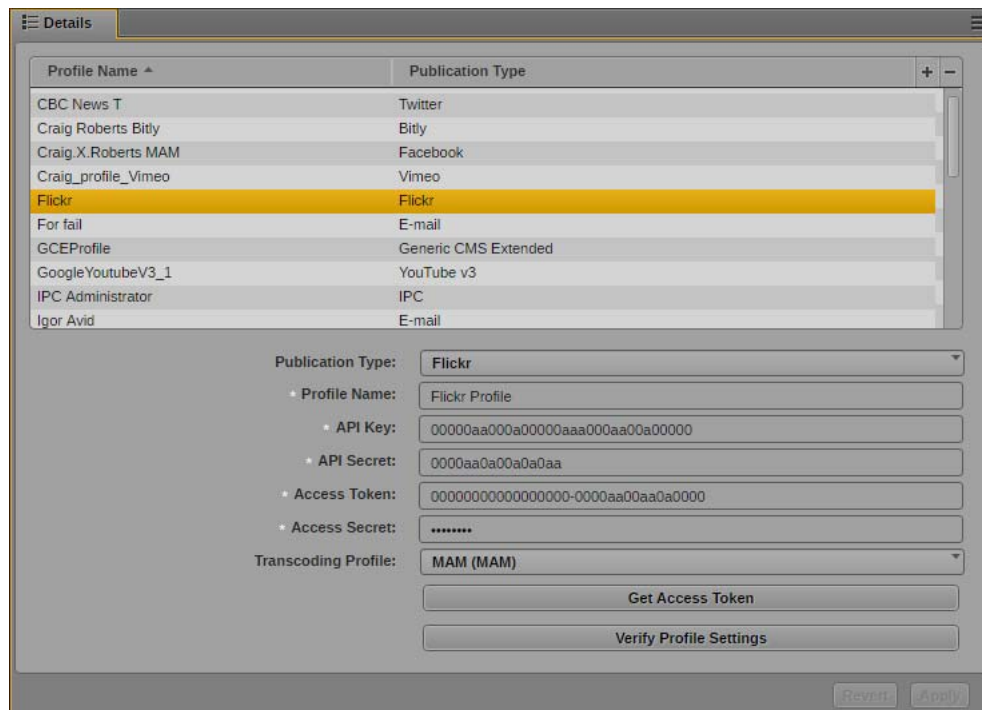 Details
Profile Name Publication Type + −
CBC News T Twitter
Craig Roberts Bitly Bitly
Craig.X.Roberts MAM Facebook
Craig_profile_Vimeo Vimeo
Flickr Flickr
For fail E-mail
GCEProfile Generic CMS Extended
GoogleYoutubeV3_1 YouTube v3
IPC Administrator IPC
Igor Avid E-mail
Publication Type: Flickr
* Profile Name: Flickr Profile
* API Key: 00000aa000a00000aaa000aa00a00000
* API Secret: 0000aa0a00a0a0aa
* Access Token: 00000000000000000-0000aa00aa0a0000
* Access Secret: ••••••••
Transcoding Profile: MAM (MAM)
Get Access Token
Verify Profile Settings
Revert Apply